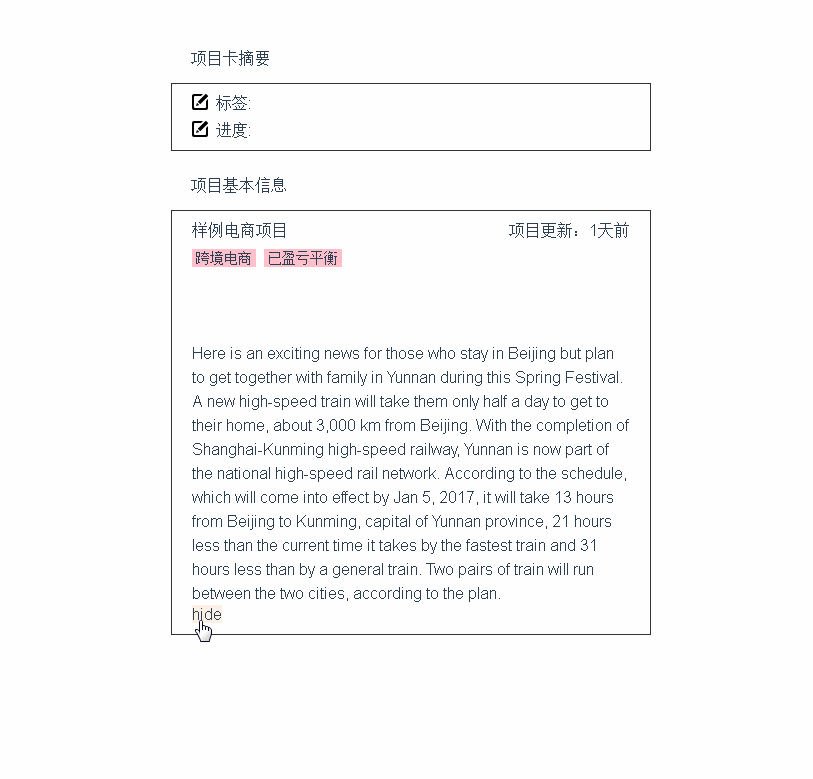 项目卡摘要
标签:
进度:
项目基本信息
样例电商项目 项目更新：1天前
跨境电商 已盈亏平衡
Here is an exciting news for those who stay in Beijing but plan
to get together with family in Yunnan during this Spring Festival.
A new high-speed train will take them only half a day to get to
their home, about 3,000 km from Beijing. With the completion of
Shanghai-Kunming high-speed railway, Yunnan is now part of
the national high-speed rail network. According to the schedule,
which will come into effect by Jan 5, 2017, it will take 13 hours
from Beijing to Kunming, capital of Yunnan province, 21 hours
less than the current time it takes by the fastest train and 31
hours less than by a general train. Two pairs of train will run
between the two cities, according to the plan.
hide